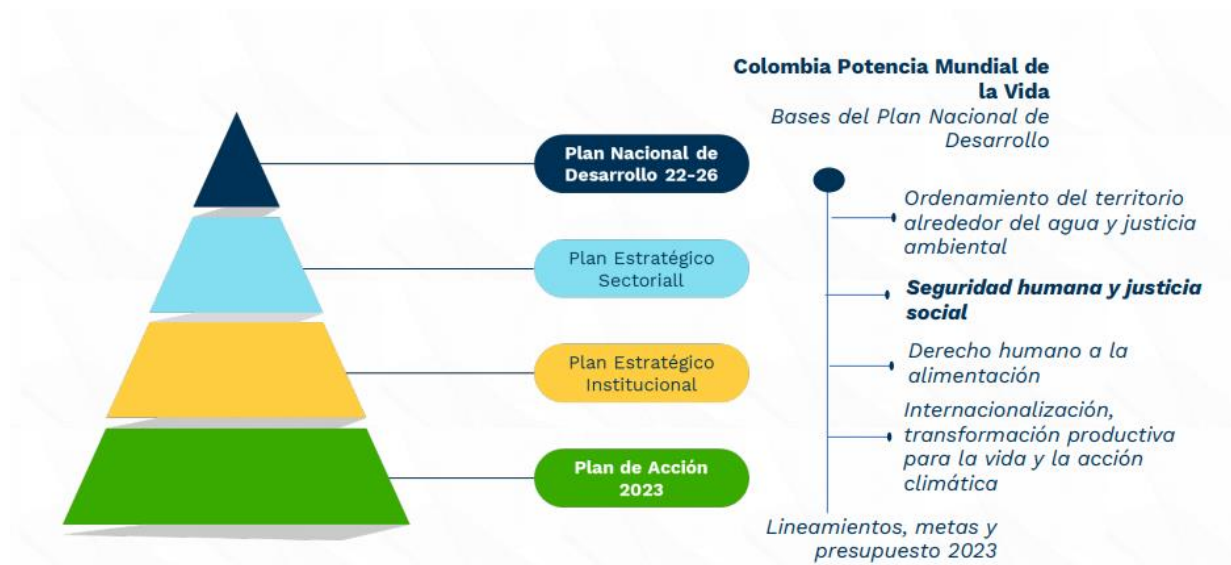 Plan Nacional de
Desarrollo 22-26
Plan Estratégico
Sectoriall
Plan Estratégico
Institucional
Plan de Acción
2023
Colombia Potencia Mundial de
la Vida
Bases del Plan Nacional de
Desarrollo
Ordenamiento del territorio
alrededor del agua y justicia
ambiental
Seguridad humana y justicia
social
Derecho humano a la
alimentación
Internacionalización,
transformación productiva
para la vida y la acción
climática
Lineamientos, metas y
presupuesto 2023